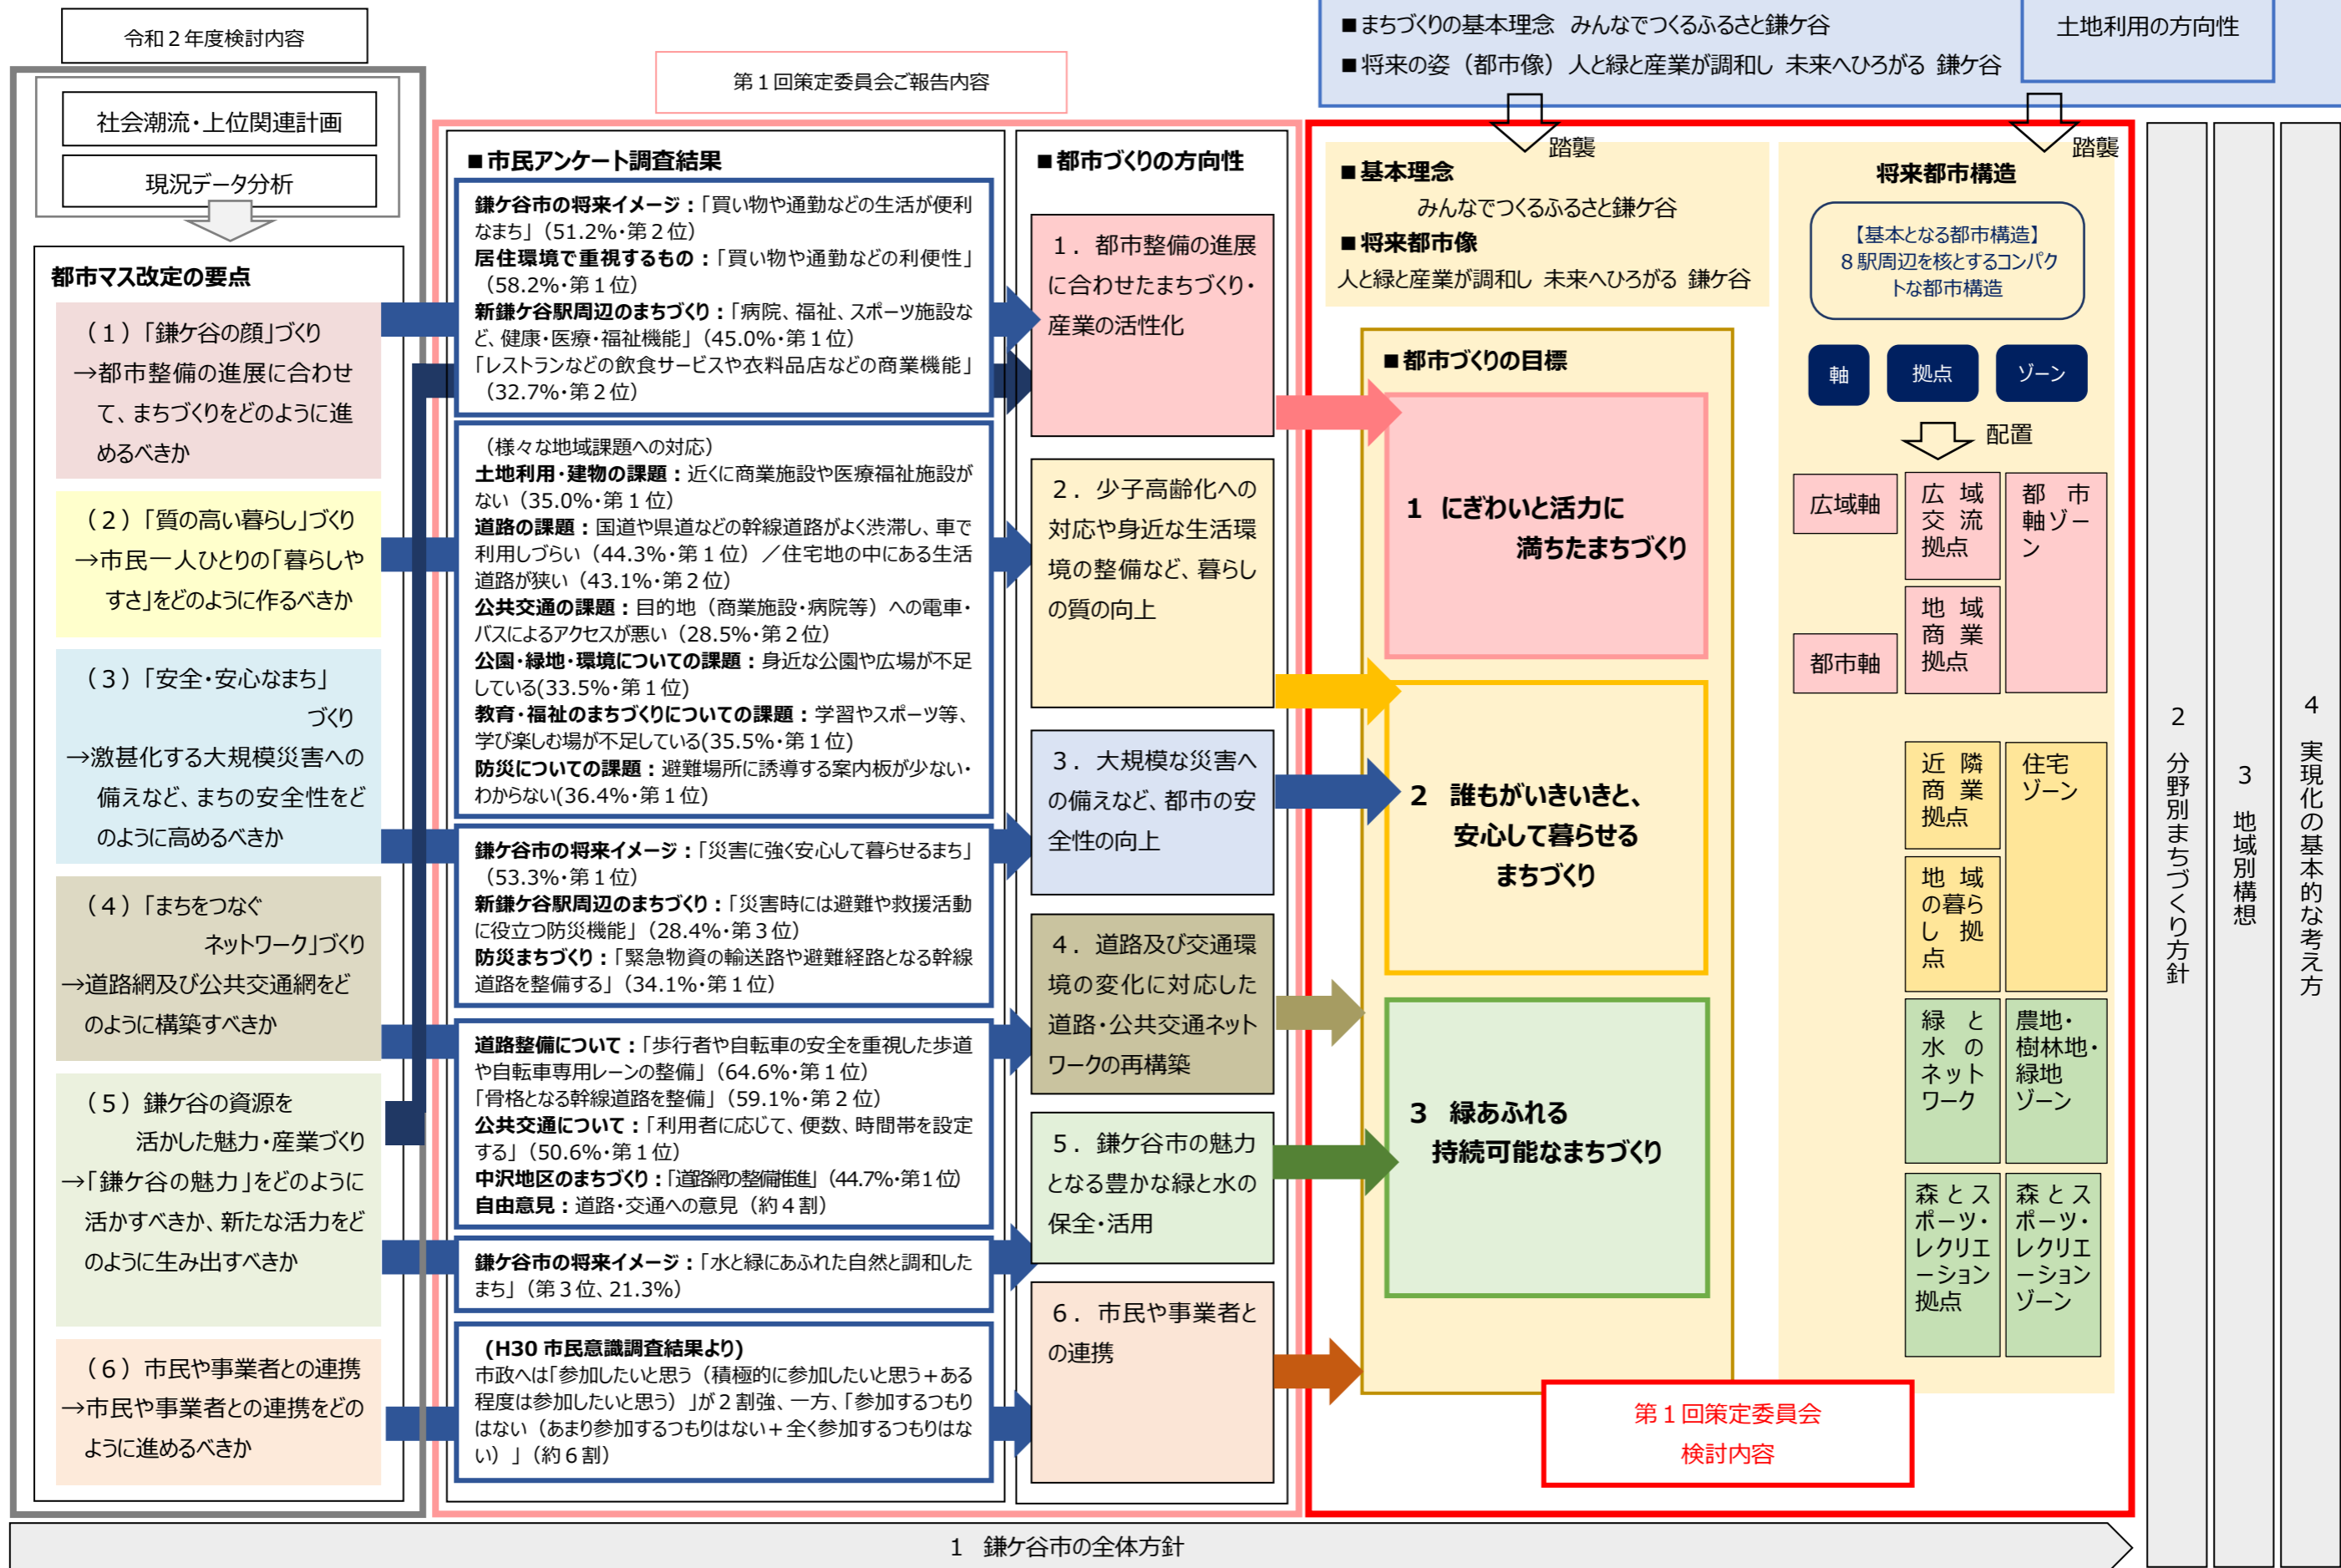 令和２年度検討内容
社会潮流・上位関連計画
現況データ分析
都市マス改定の要点
（１）「鎌ケ谷の顔」づくり
→都市整備の進展に合わせ
て、まちづくりをどのように進
めるべきか
（２）「質の高い暮らし」づくり
→市民一人ひとりの「暮らしや
すさ」をどのように作るべきか
（３）「安全・安心なまち」
づくり
→激基化する大規模災害への
備えなど、まちの安全性をど
のように高めるべきか
（４）「まちをつなぐ
ネットワーク」づくり
→道路網及び公共交通網をど
のように構築すべきか
（５）鎌ケ谷の資源を
活かした魅力・産業づくり
→「鎌ケ谷の魅力」をどのように
活かすべきか、新たな活力をど
のように生み出すべきか
（６）市民や事業者との連携
→市民や事業者との連携をどの
ように進めるべきか
第１回策定委員会ご報告内容
■市民アンケート調査結果
鎌ケ谷市の将来イメージ：「買い物や通勤などの生活が便利
なまち」（51.2%・第２位）
居住環境で重視するもの：「買い物や通勤などの利便性」
（58.2%・第１位）
新鎌ケ谷駅周辺のまちづくり：「病院、福祉、スポーツ施設な
ど、健康・医療・福祉機能」（45.0%・第１位）
「レストランなどの飲食サービスや衣料品店などの商業機能」
（32.7%・第２位）
（様々な地域課題への対応）
土地利用・建物の課題：近くに商業施設や医療福祉施設が
ない（35.0%・第１位）
道路の課題：国道や県道などの幹線道路がよく渋滞し、車で
利用しづらい（44.3%・第１位）／住宅地の中にある生活
道路が狭い（43.1%・第２位）
公共交通の課題：目的地（商業施設・病院等）への電車・
バスによるアクセスが悪い（28.5%・第２位）
公園・緑地・環境についての課題：身近な公園や広場が不足
している(33.5%・第１位)
教育・福祉のまちづくりについての課題：学習やスポーツ等、
学び楽しむ場が不足している(35.5%・第１位)
防災についての課題：避難場所に誘導する案内板が少ない・
わからない(36.4%・第１位)
鎌ケ谷市の将来イメージ：「災害に強く安心して暮らせるまち」
（53.3%・第１位）
新鎌ケ谷駅周辺のまちづくり：「災害時には避難や救援活動
に役立つ防災機能」（28.4%・第３位）
防災まちづくり：「緊急物資の輸送路や避難経路となる幹線
道路を整備する」（34.1%・第１位）
道路整備について：「歩行者や自転車の安全を重視した歩道
や自転車専用レーンの整備」（64.6%・第１位）
「骨格となる幹線道路を整備」（59.1%・第２位）
公共交通について：「利用者に応じて、便数、時間帯を設定
する」（50.6%・第１位）
中沢地区のまちづくり：「道路網の整備推進」（44.7%・第１位）
自由意見：道路・交通への意見（約４割）
鎌ケ谷市の将来イメージ：「水と緑にあふれた自然と調和した
まち」（第３位、21.3%）
(H30 市民意識調査結果より)
市政へは「参加したいと思う（積極的に参加したいと思う＋ある
程度は参加したいと思う）」が２割強、一方、「参加するつもり
はない（あまり参加するつもりはない＋全く参加するつもりはな
い）」（約６割）
■都市づくりの方向性
１．都市整備の進展
に合わせたまちづくり・
産業の活性化
２．少子高齢化への
対応や身近な生活環
境の整備など、暮らし
の質の向上
３．大規模な災害へ
の備えなど、都市の安
全性の向上
４．道路及び交通環
境の変化に対応した
道路・公共交通ネット
ワークの再構築
５．鎌ケ谷市の魅力
となる豊かな緑と水の
保全・活用
６．市民や事業者と
の連携
■まちづくりの基本理念 みんなでつくるふるさと鎌ケ谷
■将来の姿（都市像）人と緑と産業が調和し 未来へひろがる 鎌ケ谷
土地利用の方向性
踏襲
踏襲
■基本理念
みんなでつくるふるさと鎌ケ谷
■将来都市像
人と緑と産業が調和し 未来へひろがる 鎌ケ谷
■都市づくりの目標
１ にぎわいと活力に
満ちたまちづくり
２ 誰もがいきいきと、
安心して暮らせる
まちづくり
３ 緑あふれる
持続可能なまちづくり
将来都市構造
【基本となる都市構造】
８駅周辺を核とするコンパク
トな都市構造
軸
拠点
ゾーン
配置
広域軸
都市軸
広域
交流
拠点
地域
商業
拠点
都市
軸ゾー
ン
近隣
商業
拠点
地域
の暮ら
し拠
点
住宅
ゾーン
緑と
水の
ネット
ワーク
農地・
樹林地・
緑地
ゾーン
森とス
ポーツ・
レクリエ
ーション
拠点
森とス
ポーツ・
レクリエ
ーション
ゾーン
第１回策定委員会
検討内容
２ 分野別まちづくり方針
３ 地域別構想
４ 実現化の基本的な考え方
１ 鎌ケ谷市の全体方針